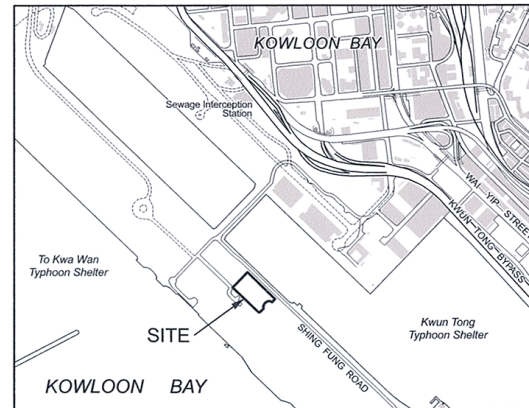 KOWLOON BAY
Sewage Interception
Station
WAI YIP STREET
KWUN TONG BYPASS
To Kwa Wan
Typhoon Shelter
Kwun Tong
Typhoon Shelter
SITE
SHING FUNG ROAD
KOWLOON BAY